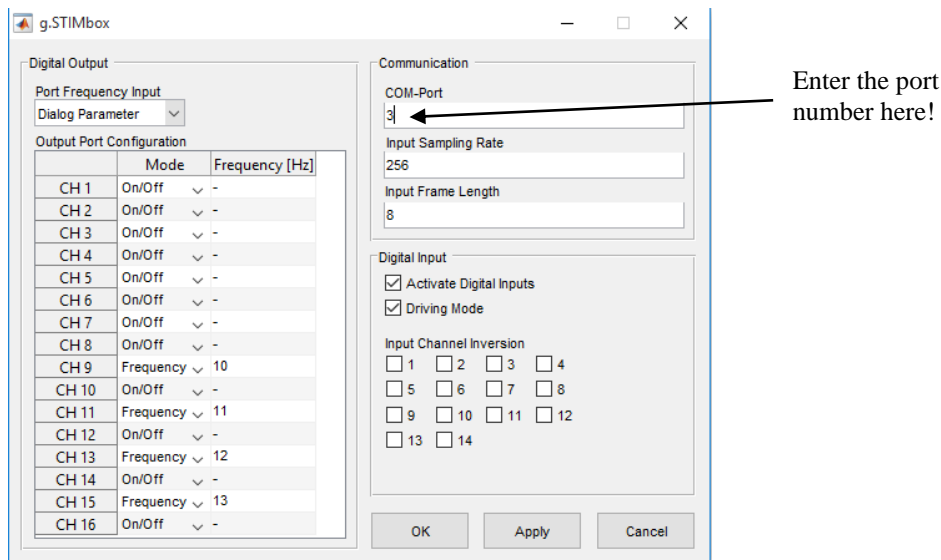 g.STIMbox
Digital Output
Port Frequency Input
Dialog Parameter
Output Port Configuration
Mode Frequency [Hz]
CH 1 On/Off -
CH 2 On/Off -
CH 3 On/Off -
CH 4 On/Off -
CH 5 On/Off -
CH 6 On/Off -
CH 7 On/Off -
CH 8 On/Off -
CH 9 Frequency 10
CH 10 On/Off -
CH 11 Frequency 11
CH 12 On/Off -
CH 13 Frequency 12
CH 14 On/Off -
CH 15 Frequency 13
CH 16 On/Off -
Communication
COM-Port
3
Input Sampling Rate
256
Input Frame Length
8
Digital Input
Activate Digital Inputs
Driving Mode
Input Channel Inversion
1 2 3 4
5 6 7 8
9 10 11 12
13 14
OK Apply Cancel
Enter the port
number here!